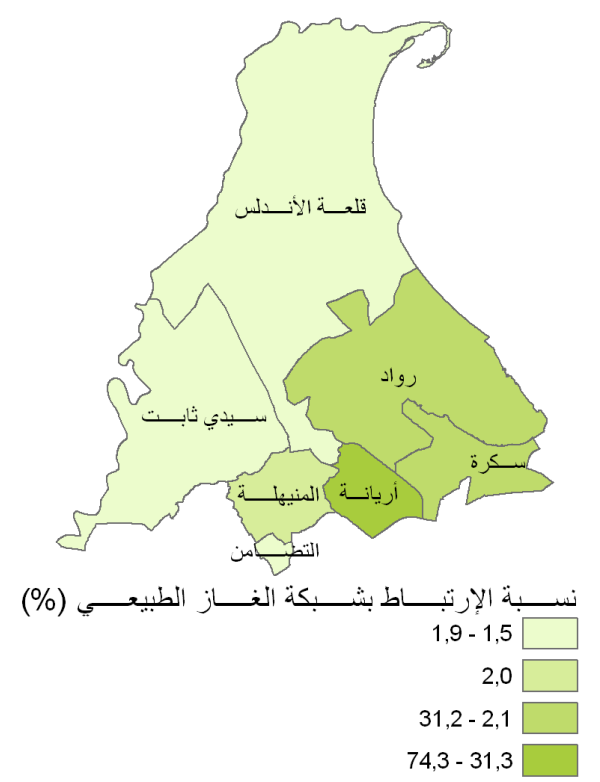 قلعة الأندلس
رواد
سيدي ثابت
سكرة
المنيهلة
أريانة
التضامن
نسبة الإرتباط بشبكة الغاز الطبيعي (%)
1,9 - 1,5
2,0
31,2 - 2,1
74,3 - 31,3